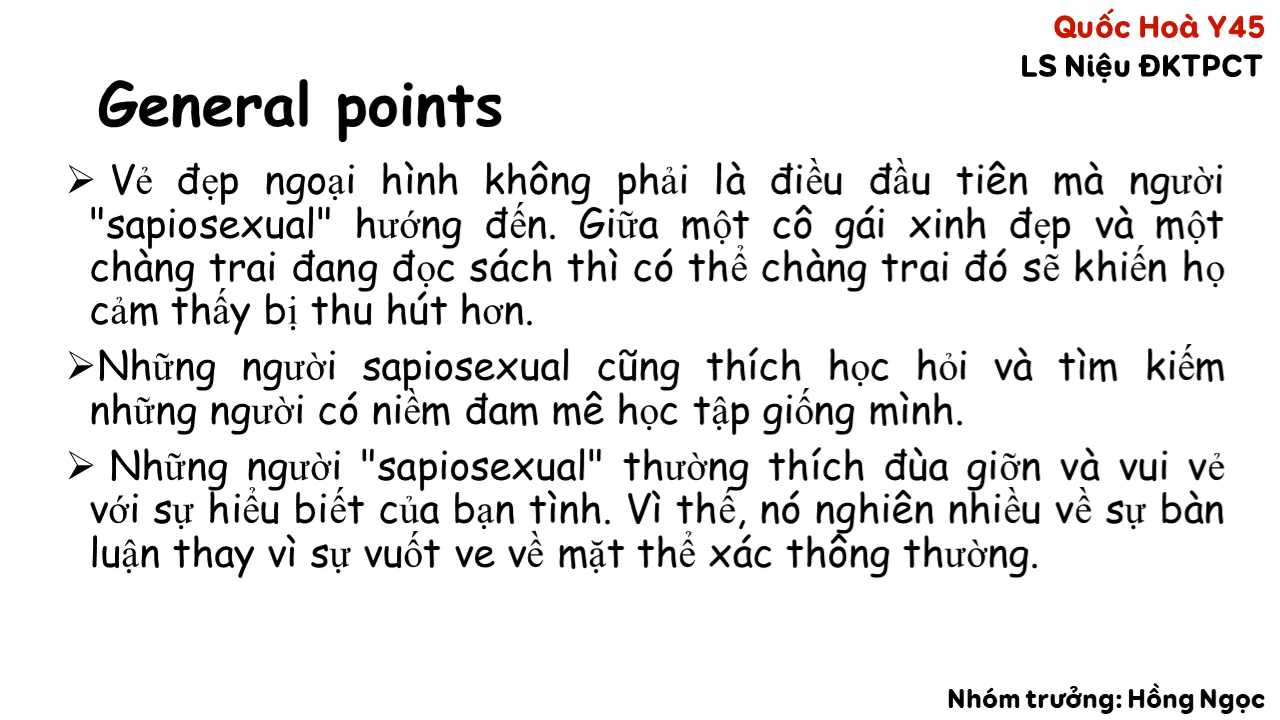 Quốc Hoà Y45
LS Niệu ĐKTPCT
General points
➢ Vẻ đẹp ngoại hình không phải là điều đầu tiên mà người
"sapiosexual" hướng đến. Giữa một cô gái xinh đẹp và một
chàng trai đang đọc sách thì có thể chàng trai đó sẽ khiến họ
cảm thấy bị thu hút hơn.
➢Những người sapiosexual cũng thích học hỏi và tìm kiếm
những người có niềm đam mê học tập giống mình.
➢ Những người "sapiosexual" thường thích đùa giỡn và vui vẻ
với sự hiểu biết của bạn tình. Vì thế, nó nghiên nhiều về sự bàn
luận thay vì sự vuốt ve về mặt thể xác thông thường.
Nhóm trưởng: Hồng Ngọc